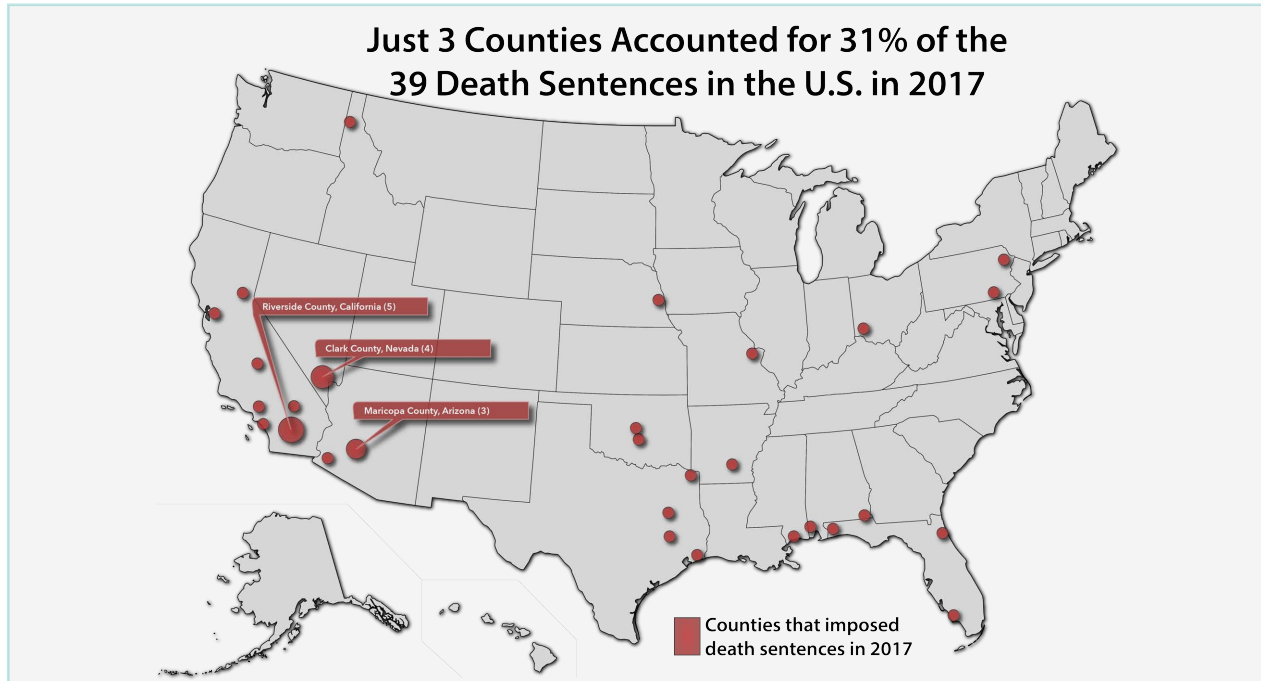 Just 3 Counties Accounted for 31% of the
39 Death Sentences in the U.S. in 2017
Riverside County, California (5)
Clark County, Nevada (4)
Maricopa County, Arizona (3)
Counties that imposed
death sentences in 2017